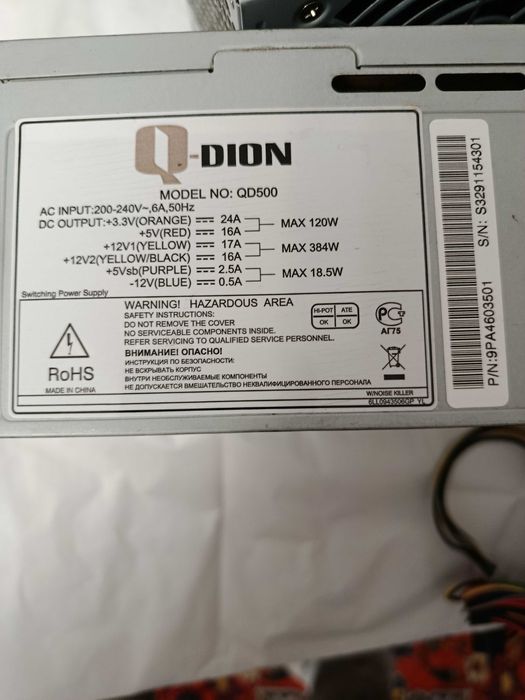 Q-DION
MODEL NO: QD500
AC INPUT:200-240V~,6A,50Hz
DC OUTPUT:+3.3V(ORANGE) 24A
+5V(RED) 16A
MAX 120W
+12V1(YELLOW) 17A
+12V2(YELLOW/BLACK) 16A
MAX 384W
+5Vsb(PURPLE) 2.5A
-12V(BLUE) 0.5A
MAX 18.5W
Switching Power Supply
WARNING! HAZARDOUS AREA
SAFETY INSTRUCTIONS:
DO NOT REMOVE THE COVER
NO SERVICEABLE COMPONENTS INSIDE.
REFER SERVICING TO QUALIFIED SERVICE PERSONNEL.
ВНИМАНИЕ! ОПАСНО!
ИНСТРУКЦИЯ ПО БЕЗОПАСНОСТИ:
НЕ ВСКРЫВАТЬ КОРПУС
ВНУТРИ НЕОБСЛУЖИВАЕМЫЕ КОМПОНЕНТЫ
НЕ ДОПУСКАЕТСЯ ВМЕШАТЕЛЬСТВО НЕКВАЛИФИЦИРОВАННОГО ПЕРСОНАЛА
HI-POT ATE
OK OK
АГ75
RoHS
MADE IN CHINA
W/NOISE KILLER
6LL0943506GP YL
P/N:9PA4603501
S/N: S3291154301